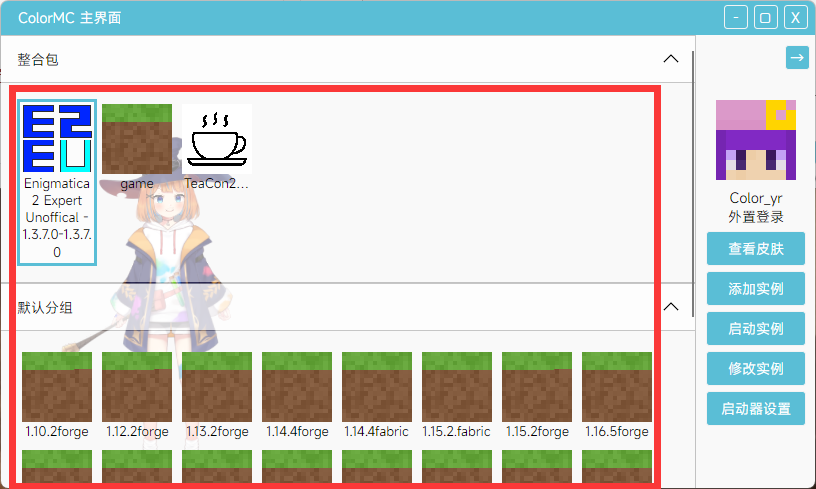 ColorMC 主界面
整合包
Enigmatica
2 Expert
Unoffical -
1.3.7.0-1.3.7.
0
game
TeaCon2...
默认分组
1.10.2forge
1.12.2forge
1.13.2forge
1.14.4forge
1.14.4fabric
1.15.2.fabric
1.15.2forge
1.16.5forge
Color_yr
外置登录
查看皮肤
添加实例
启动实例
修改实例
启动器设置